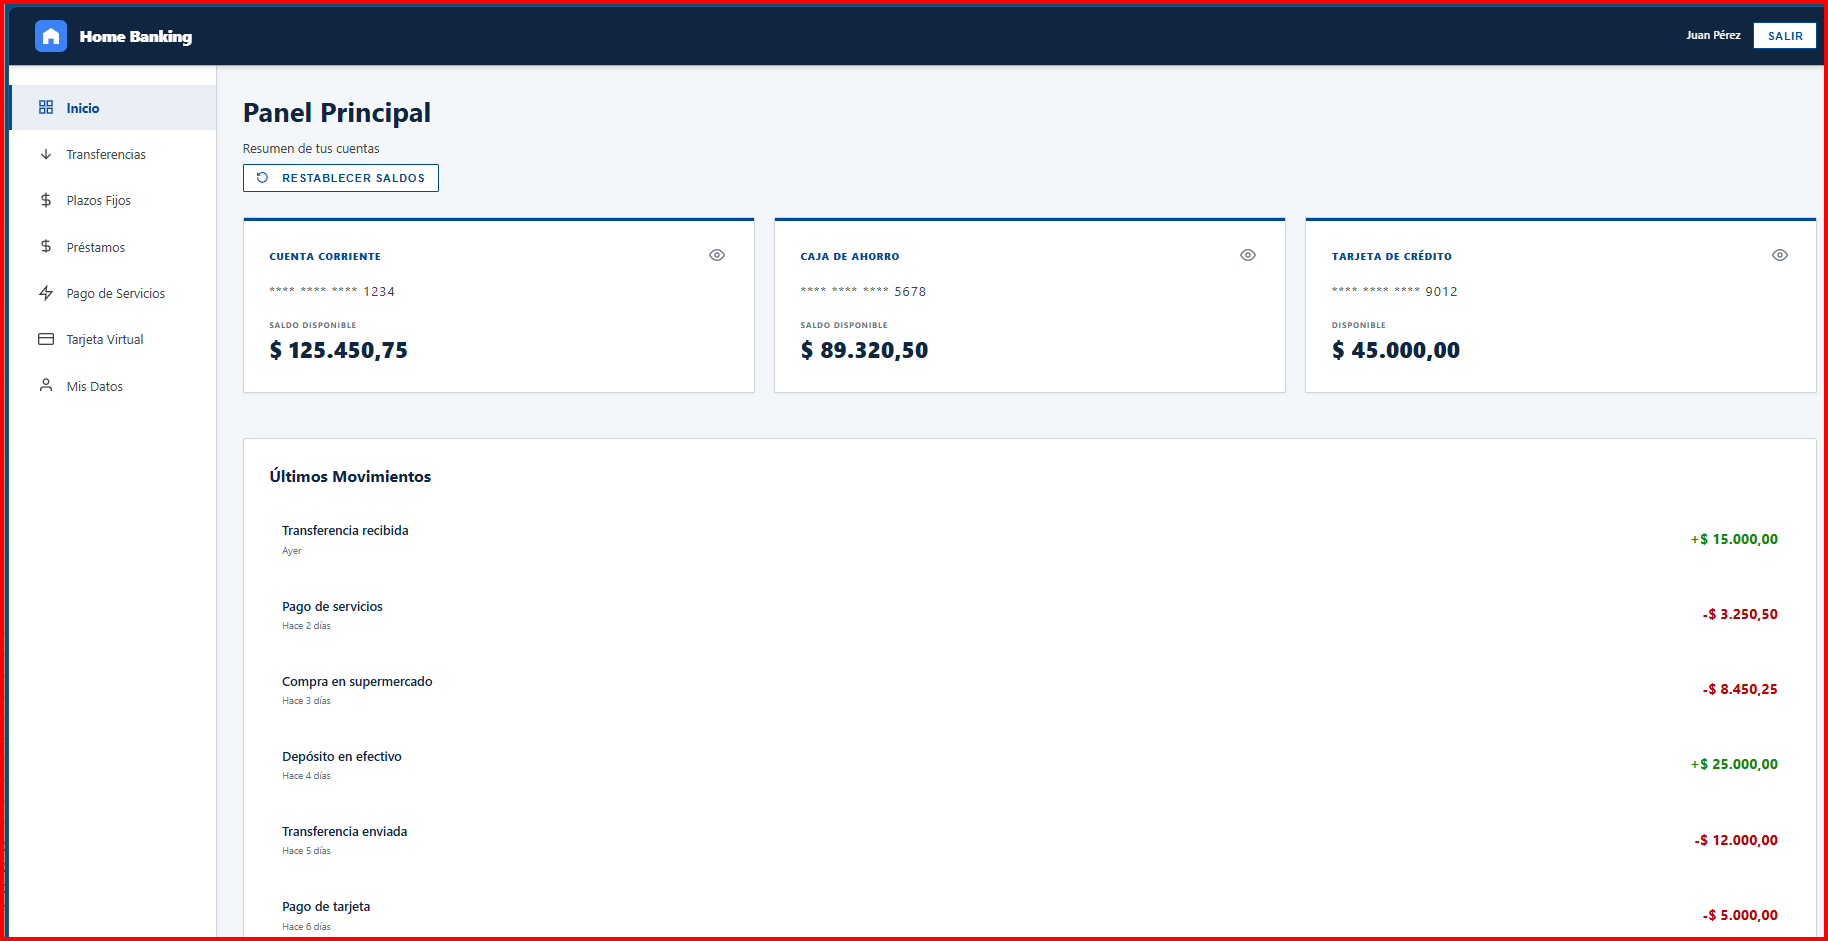 Home Banking
Juan Pérez
SALIR
Inicio
Transferencias
Plazos Fijos
Préstamos
Pago de Servicios
Tarjeta Virtual
Mis Datos
Panel Principal
Resumen de tus cuentas
RESTABLECER SALDOS
CUENTA CORRIENTE
**** **** **** 1234
SALDO DISPONIBLE
$ 125.450,75
CAJA DE AHORRO
**** **** **** 5678
SALDO DISPONIBLE
$ 89.320,50
TARJETA DE CRÉDITO
**** **** **** 9012
DISPONIBLE
$ 45.000,00
Últimos Movimientos
Transferencia recibida
Ayer
+$ 15.000,00
Pago de servicios
Hace 2 días
-$ 3.250,50
Compra en supermercado
Hace 3 días
-$ 8.450,25
Depósito en efectivo
Hace 4 días
+$ 25.000,00
Transferencia enviada
Hace 5 días
-$ 12.000,00
Pago de tarjeta
Hace 6 días
-$ 5.000,00